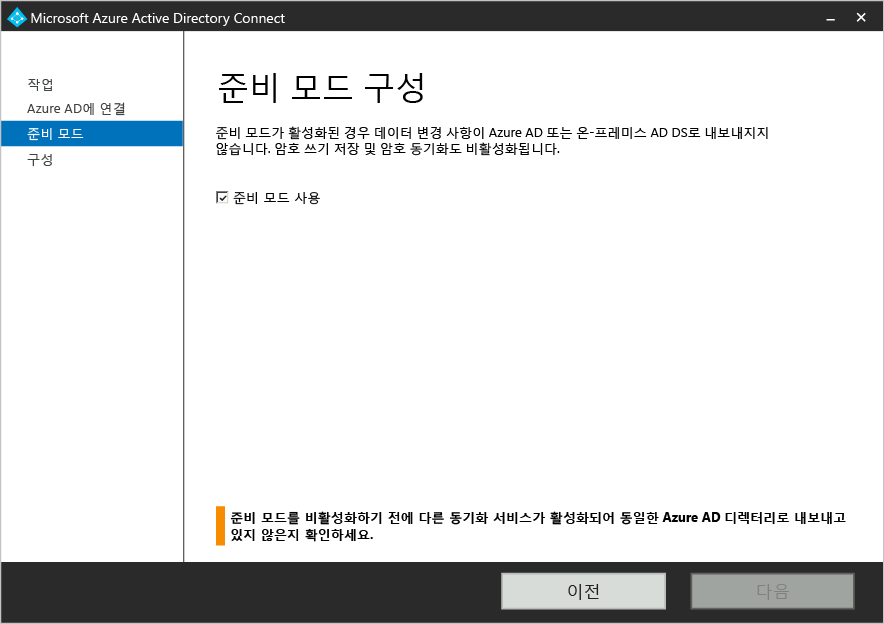 Microsoft Azure Active Directory Connect
작업
Azure AD에 연결
준비 모드
구성
준비 모드 구성
준비 모드가 활성화된 경우 데이터 변경 사항이 Azure AD 또는 온-프레미스 AD DS로 내보내지지
않습니다. 암호 쓰기 저장 및 암호 동기화도 비활성화됩니다.
준비 모드 사용
준비 모드를 비활성화하기 전에 다른 동기화 서비스가 활성화되어 동일한 Azure AD 디렉터리로 내보내고
있지 않은지 확인하세요.
이전
다음